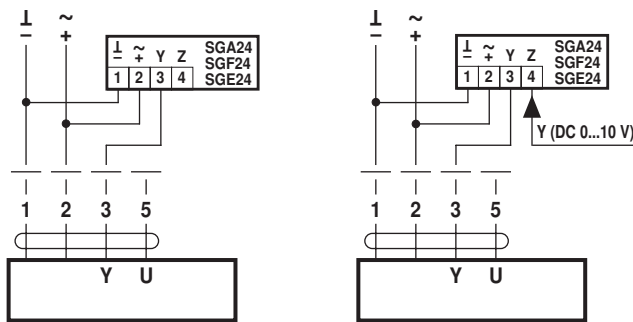 ⊥ ~
– +
⊥ ~ Y Z SGA24
– + SGF24
1 2 3 4 SGE24
1 2 3 5
Y U
⊥ ~
– +
⊥ ~ Y Z SGA24
– + SGF24
1 2 3 4 SGE24
Y (DC 0...10 V)
1 2 3 5
Y U